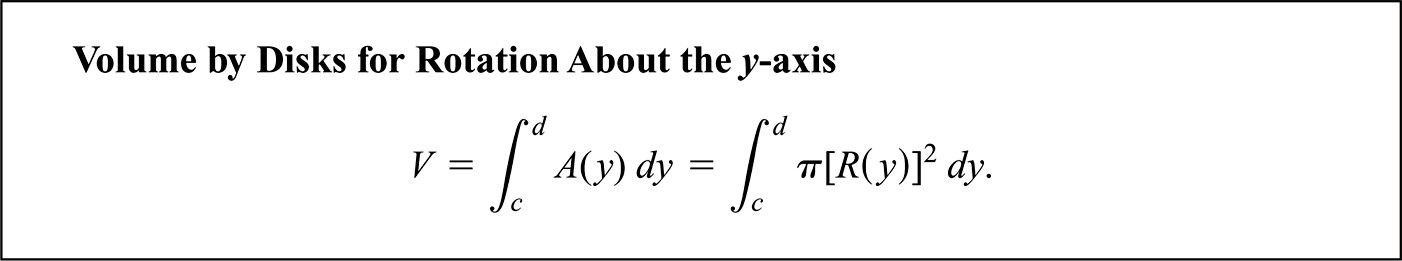 Volume by Disks for Rotation About the y-axis
V = ∫_c^d A(y) dy = ∫_c^d π[R(y)]² dy.